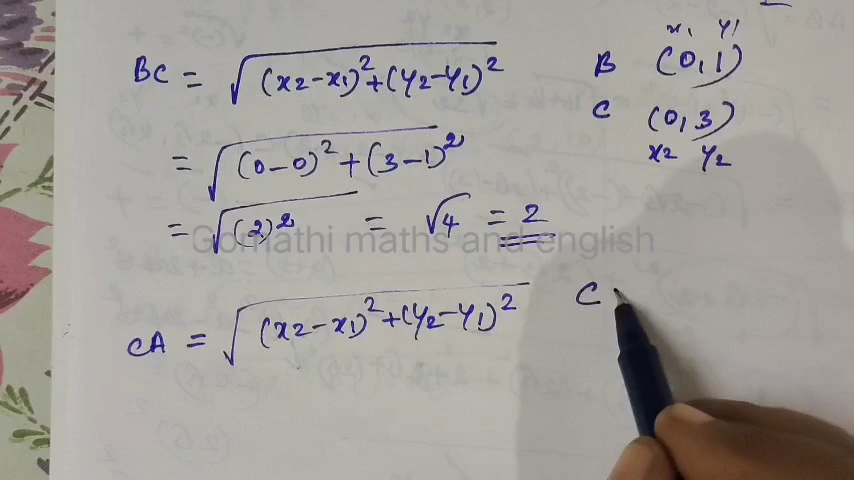 x1 y1
BC = √(x2-x1)²+(y2-y1)² B (0,1)
C (0,3)
= √(0-0)²+(3-1)² x2 y2
= √(2)² = √4 = 2
Gomathi maths and english
CA = √(x2-x1)²+(y2-y1)² C